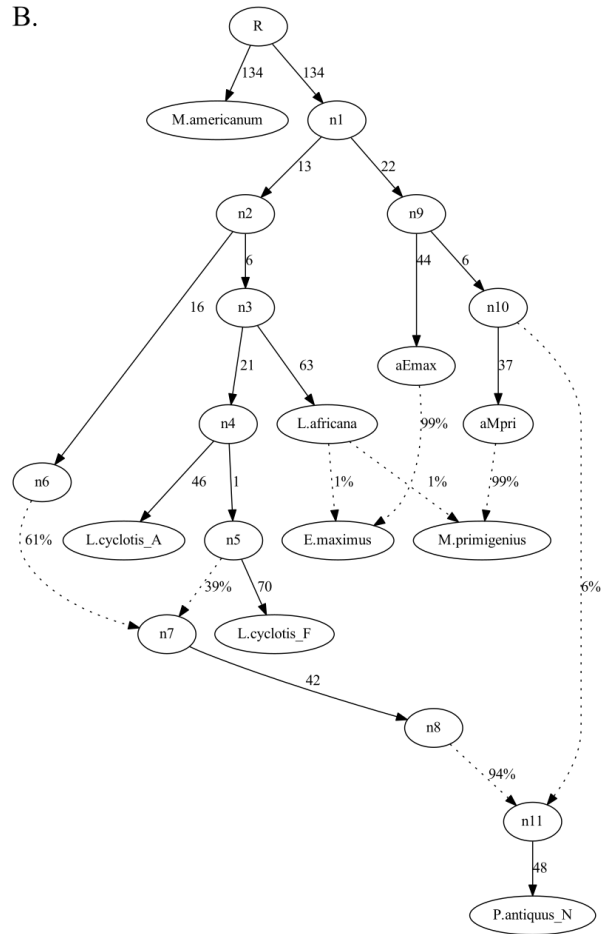 B.
R
134 134
M.americanum n1
13 22
n2 n9
16 6 44 6
n3 n10
21 63 aEmax 37
n4 L.africana 99% aMpri
46 1 1% 1% 99%
n6
L.cyclotis_A n5 E.maximus M.primigenius
61% 39% 70 6%
n7 L.cyclotis_F
42
n8
94%
n11
48
P.antiquus_N